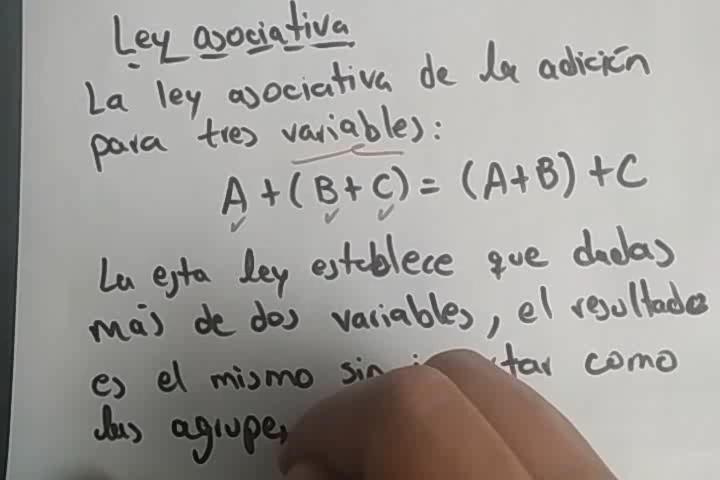 Ley asociativa
La ley asociativa de la adición
para tres variables:
A + (B + C) = (A + B) + C
La esta ley establece que dadas
más de dos variables, el resultado
es el mismo sin como
las agrupe